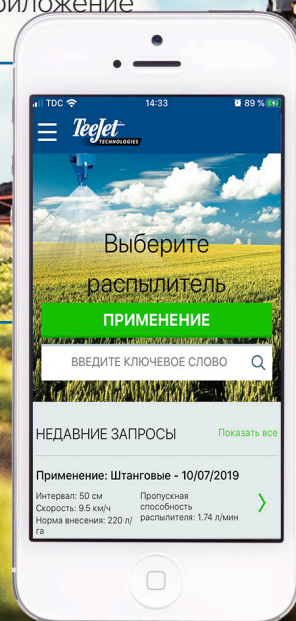 приложение
TDC 14:33 89 %
TeeJet
TECHNOLOGIES
Выберите
распылитель
ПРИМЕНЕНИЕ
ВВЕДИТЕ КЛЮЧЕВОЕ СЛОВО
НЕДАВНИЕ ЗАПРОСЫ Показать все
Применение: Штанговые - 10/07/2019
Интервал: 50 см
Скорость: 9.5 км/ч
Норма внесения: 220 л/
га
Пропускная
способность
распылителя: 1.74 л/мин